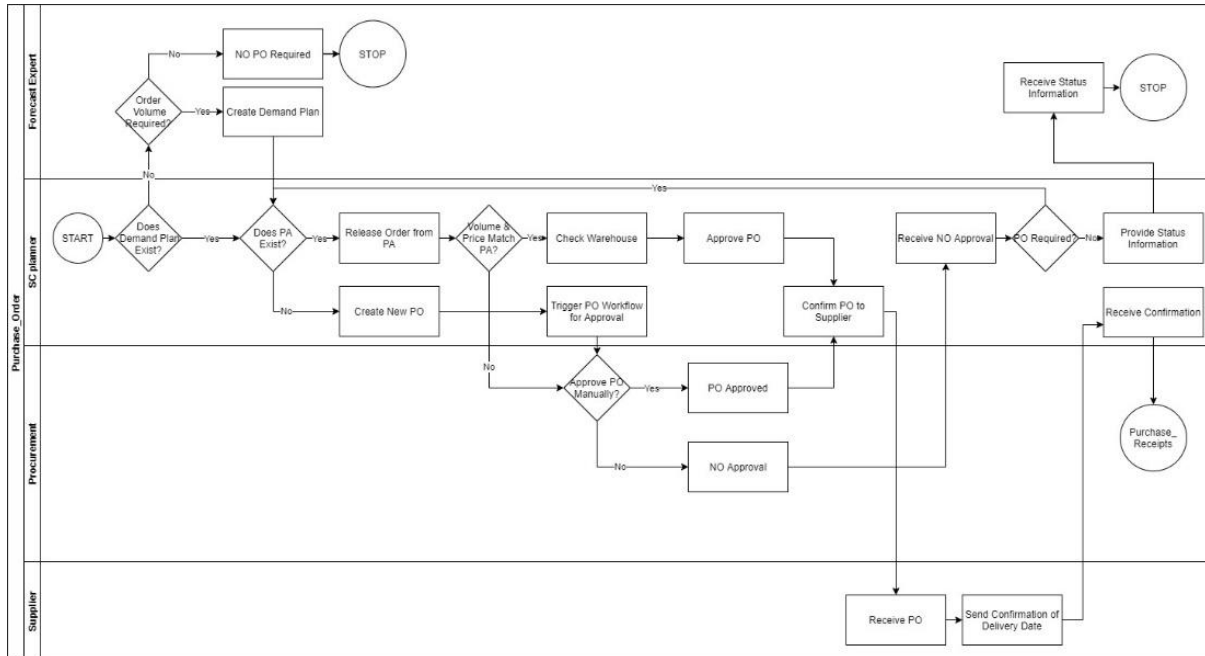 Purchase_Order
Forecast Expert
No
NO PO Required
STOP
Order
Volume
Required?
Yes
Create Demand Plan
Receive Status
Information
STOP
No
SC planner
Yes
START
Does
Demand Plan
Exist?
Yes
Does PA
Exist?
Yes
Release Order from
PA
Volume &
Price Match
PA?
Yes
Check Warehouse
Approve PO
Receive NO Approval
PO Required?
No
Provide Status
Information
No
Create New PO
Trigger PO Workflow
for Approval
Confirm PO to
Supplier
Receive Confirmation
Procurement
No
Approve PO
Manually?
Yes
PO Approved
No
NO Approval
Purchase_
Receipts
Supplier
Receive PO
Send Confirmation of
Delivery Date